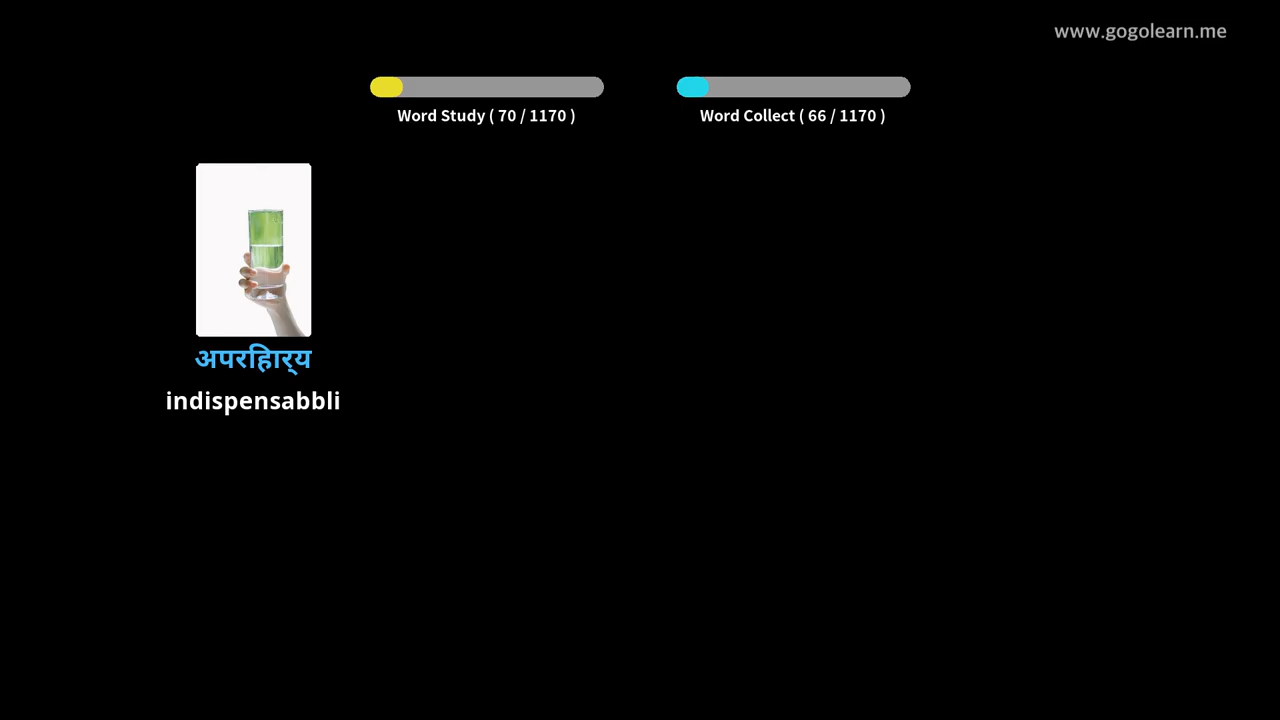 www.gogolearn.me
Word Study ( 70 / 1170 )
Word Collect ( 66 / 1170 )
अपरिहार्य
indispensabbli